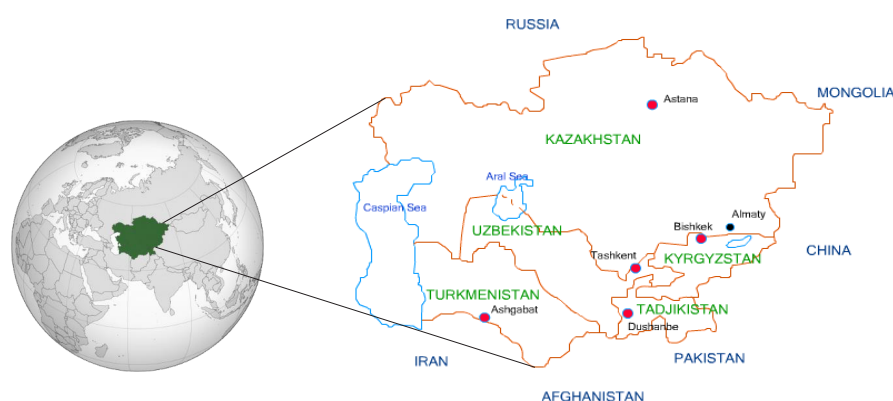 RUSSIA
MONGOLIA
Astana
KAZAKHSTAN
Aral Sea
Caspian Sea
Almaty
Bishkek
UZBEKISTAN
CHINA
Tashkent
KYRGYZSTAN
TURKMENISTAN
TADJIKISTAN
Ashgabat
Dushanbe
IRAN
PAKISTAN
AFGHANISTAN